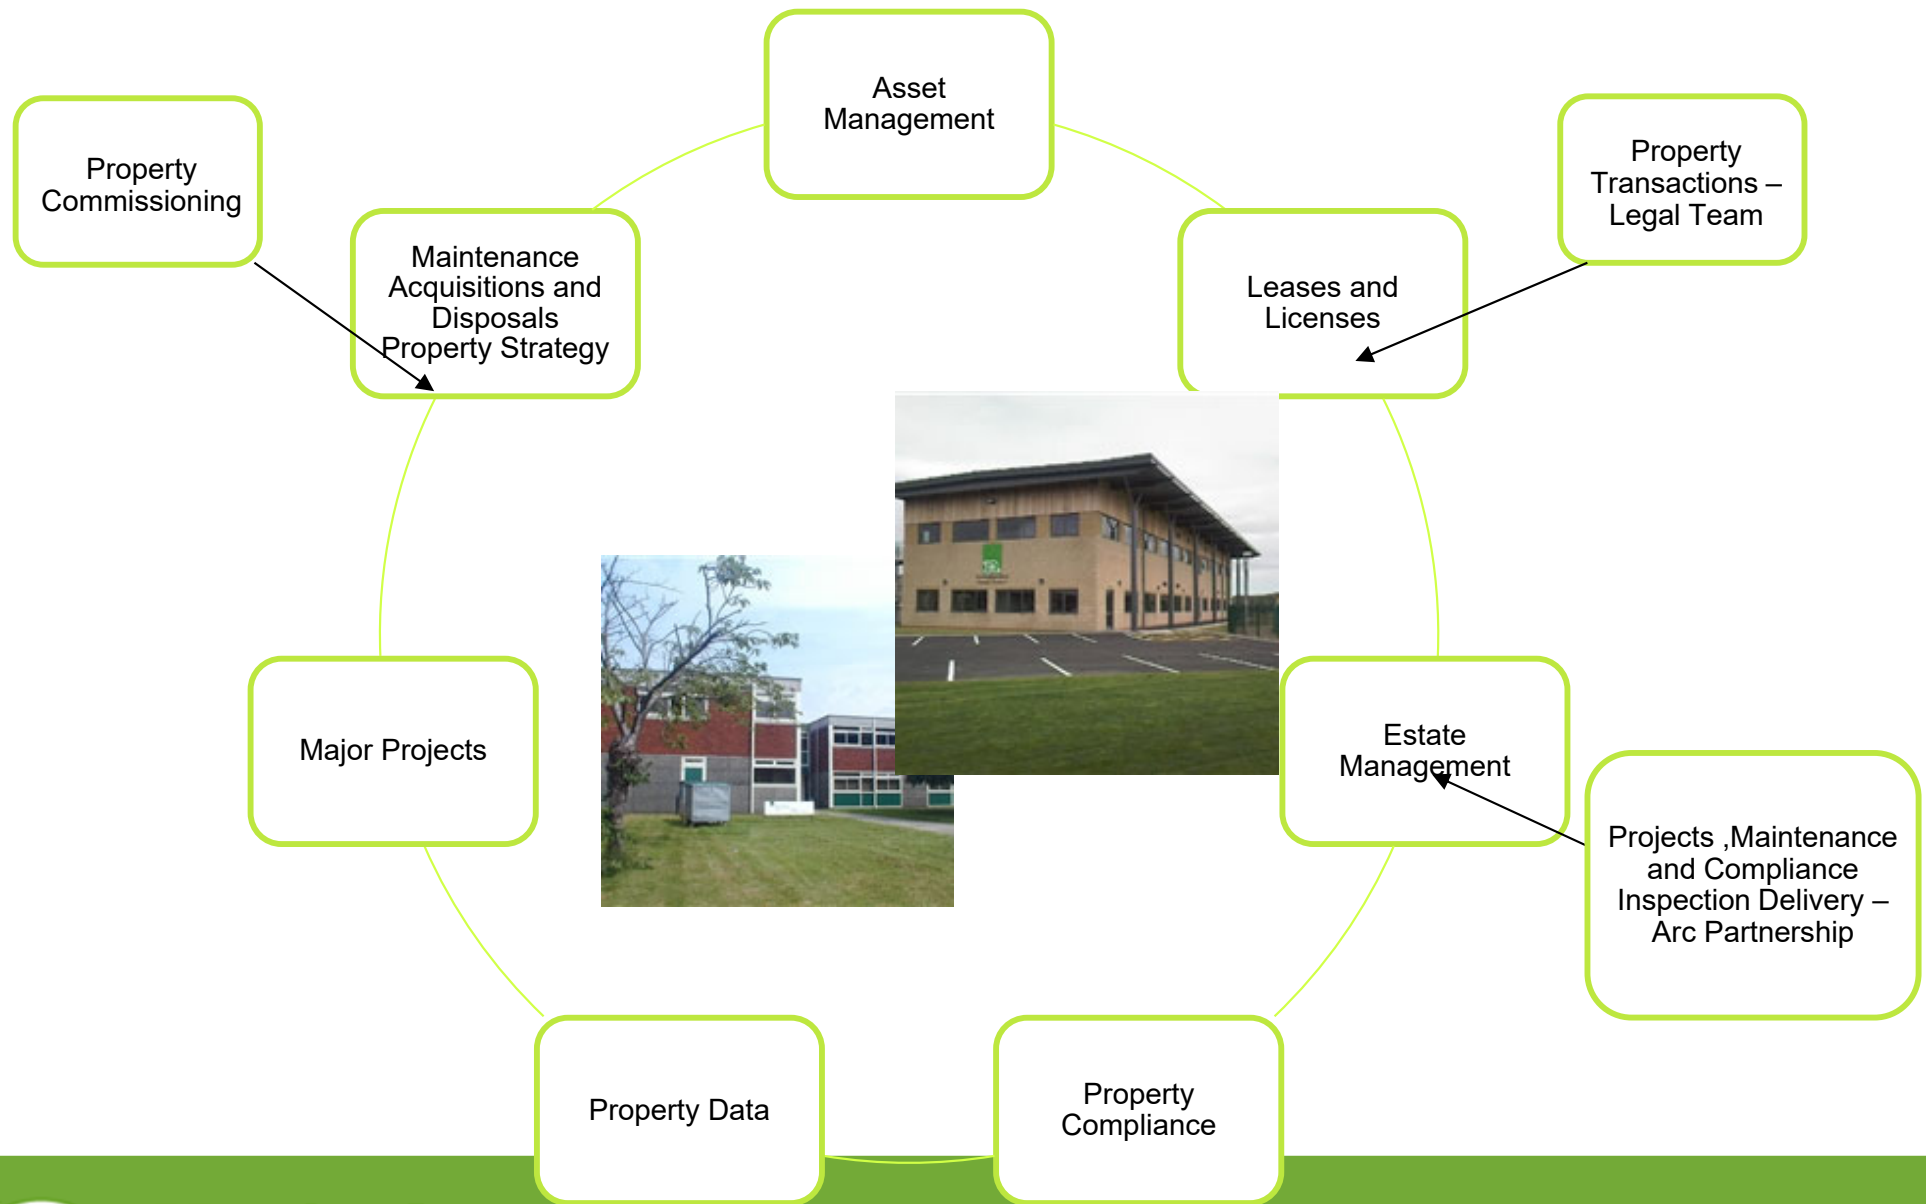 Asset
Management
Property
Commissioning
Property
Transactions –
Legal Team
Maintenance
Acquisitions and
Disposals
Property Strategy
Leases and
Licenses
Major Projects
Estate
Management
Projects ,Maintenance
and Compliance
Inspection Delivery –
Arc Partnership
Property Data
Property
Compliance